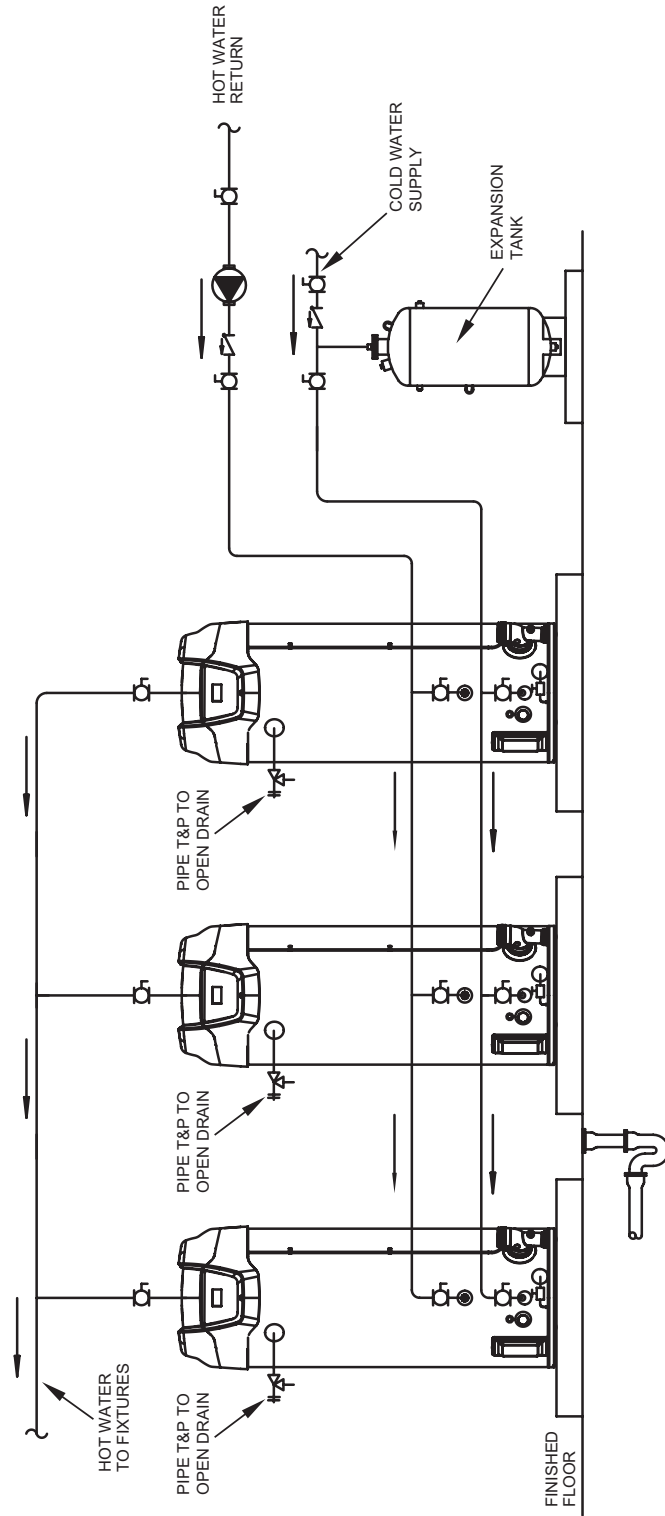 HOT WATER
TO FIXTURES
PIPE T&P TO
OPEN DRAIN
PIPE T&P TO
OPEN DRAIN
PIPE T&P TO
OPEN DRAIN
HOT WATER
RETURN
COLD WATER
SUPPLY
EXPANSION
TANK
FINISHED
FLOOR